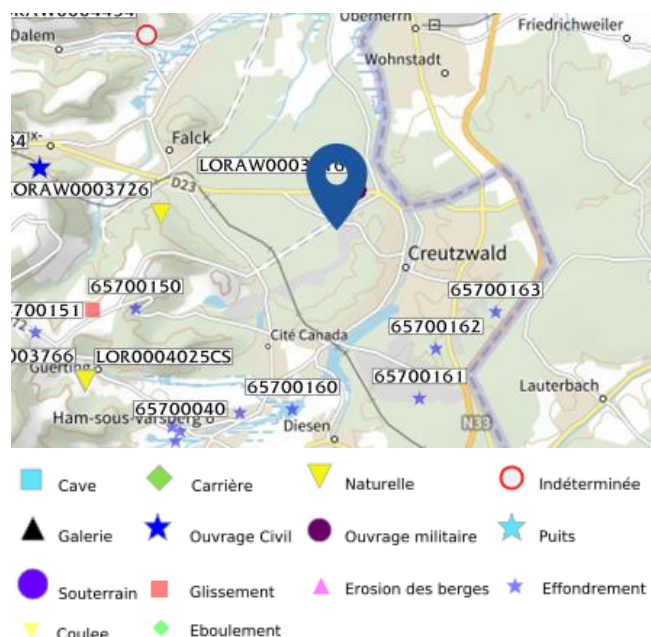 Dalem
Überherrn
Friedrichweiler
Wohnstadt
Falck
LORAW0003726
D23
Creutzwald
65700150
65700163
65700162
Cité Canada
LOR0004025CS
65700161
65700160
65700040
Ham-sous-Varsberg
Diesen
Lauterbach
N33
Cave
Carrière
Naturelle
Indéterminée
Galerie
Ouvrage Civil
Ouvrage militaire
Puits
Souterrain
Glissement
Erosion des berges
Effondrement
Coulee
Eboulement